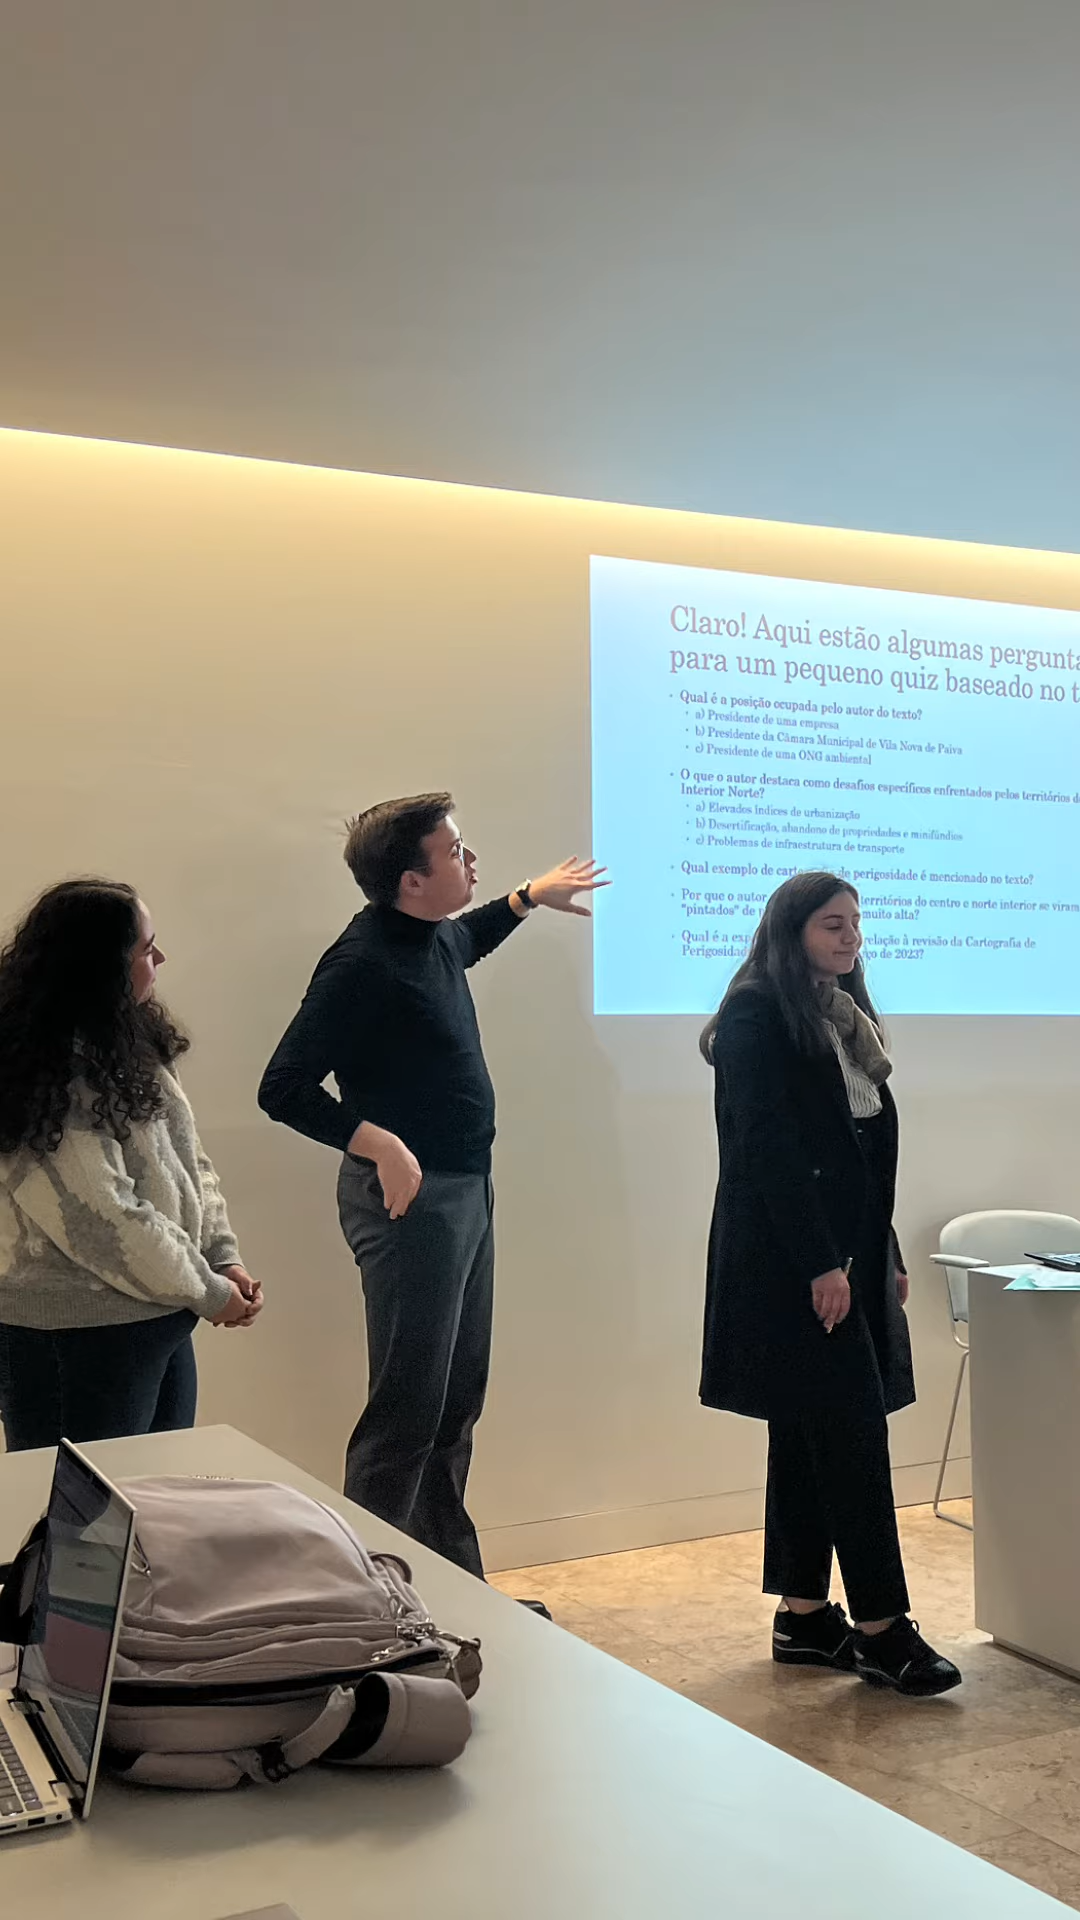 Claro! Aqui estão algumas pergunta
para um pequeno quiz baseado no t
• Qual é a posição ocupada pelo autor do texto?
• a) Presidente de uma empresa
• b) Presidente da Câmara Municipal de Vila Nova de Paiva
• c) Presidente de uma ONG ambiental
• O que o autor destaca como desafios específicos enfrentados pelos territórios d
Interior Norte?
• a) Elevados índices de urbanização
• b) Desertificação, abandono de propriedades e minifúndios
• c) Problemas de infraestrutura de transporte
• Qual exemplo de de perigosidade é mencionado no texto?
• Por que o autor territórios do centro e norte interior se viram
"pintados" de muito alta?
• Qual é a relação à revisão da Cartografia de
de 2023?